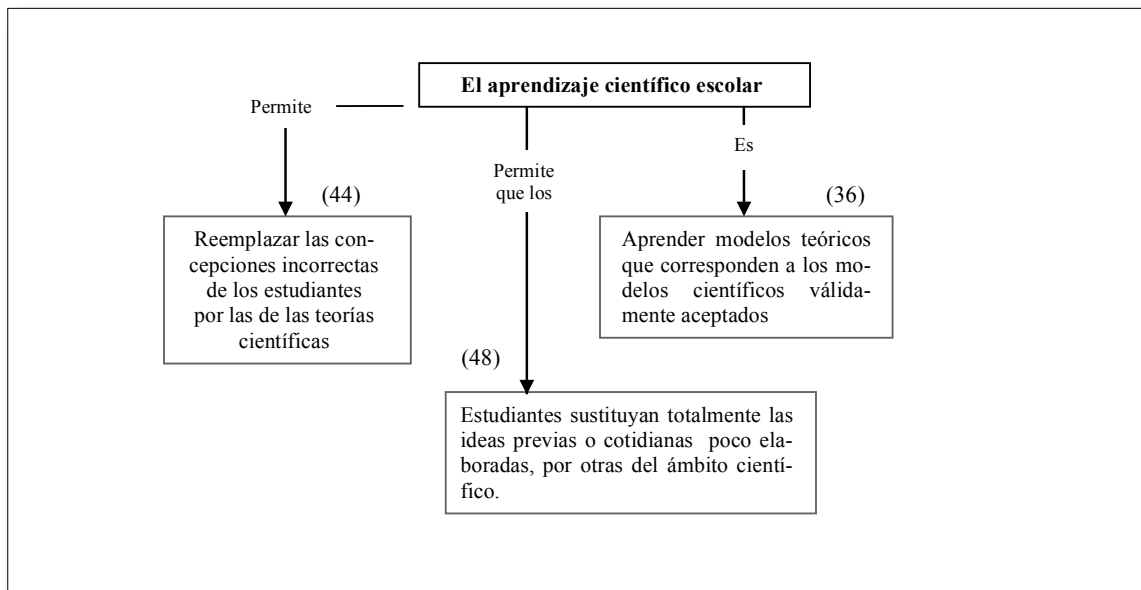 El aprendizaje científico escolar
Permite
Es
Permite
que los
(44)
(36)
Reemplazar las con-
cepciones incorrectas
de los estudiantes
por las de las teorías
científicas
Aprender modelos teóricos
que corresponden a los mo-
delos científicos válida-
mente aceptados
(48)
Estudiantes sustituyan totalmente las
ideas previas o cotidianas poco ela-
boradas, por otras del ámbito cientí-
fico.